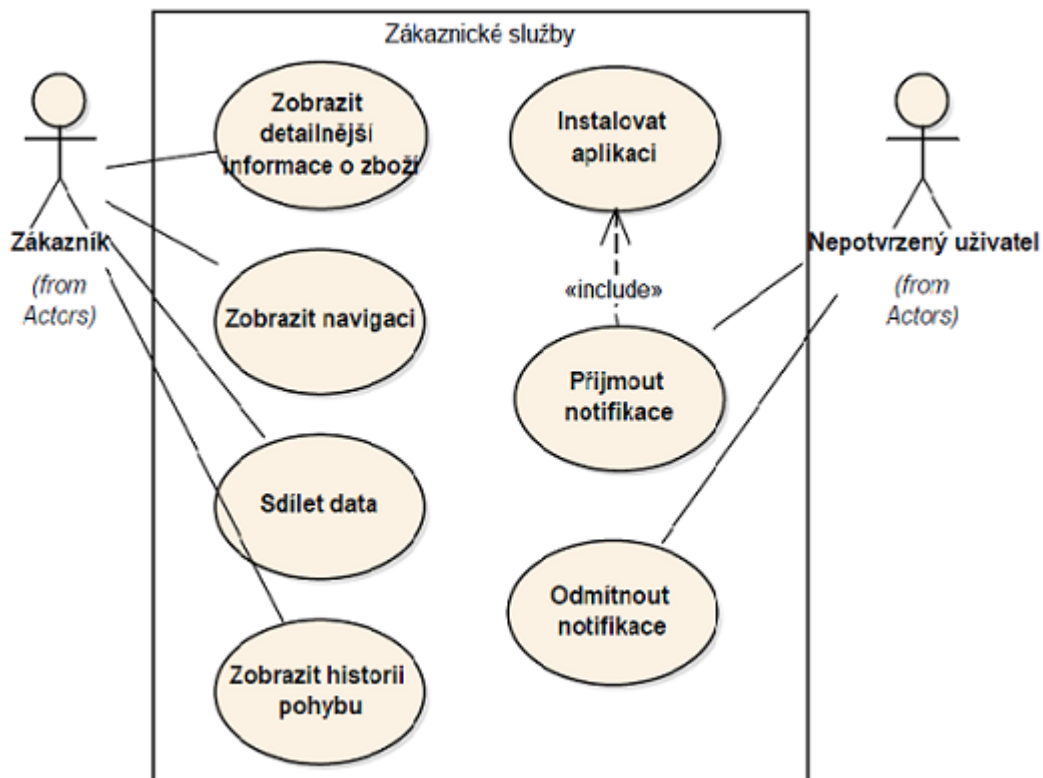 Zákaznické služby
Zobrazit
detailnější
informace o zboží
Instalovat
aplikaci
Zákazník
(from
Actors)
Nepotvrzený uživatel
(from
Actors)
«include»
Zobrazit navigaci
Přijmout
notifikace
Sdílet data
Odmítnout
notifikace
Zobrazit historii
pohybu